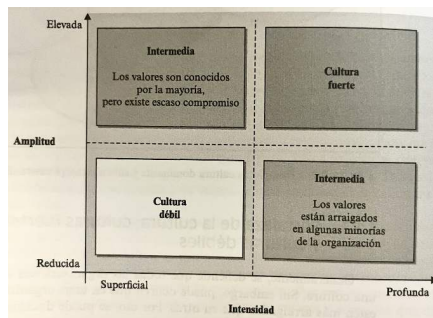 Elevada
Intermedia
Los valores son conocidos
por la mayoría,
pero existe escaso compromiso
Cultura
fuerte
Amplitud
Cultura
débil
Intermedia
Los valores
están arraigados
en algunas minorías
de la organización
Reducida
Superficial
Profunda
Intensidad